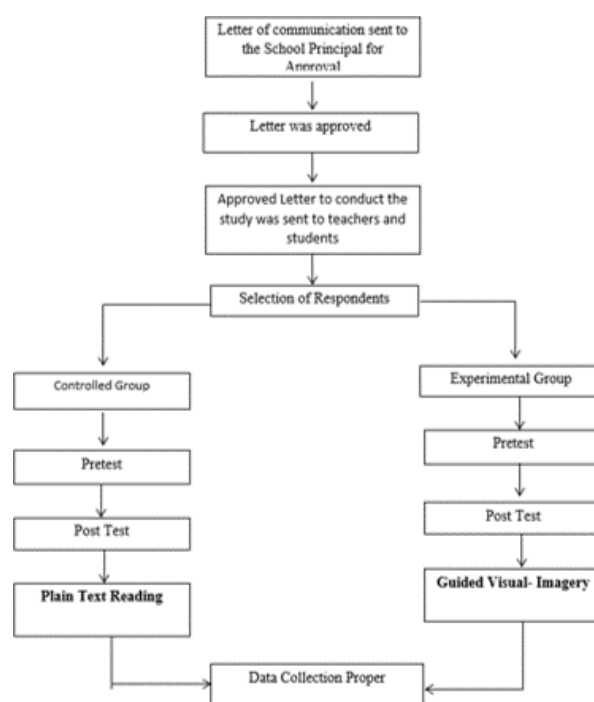 Letter of communication sent to
the School Principal for
Approval
Letter was approved
Approved Letter to conduct the
study was sent to teachers and
students
Selection of Respondents
Controlled Group
Experimental Group
Pretest
Pretest
Post Test
Post Test
Plain Text Reading
Guided Visual- Imagery
Data Collection Proper